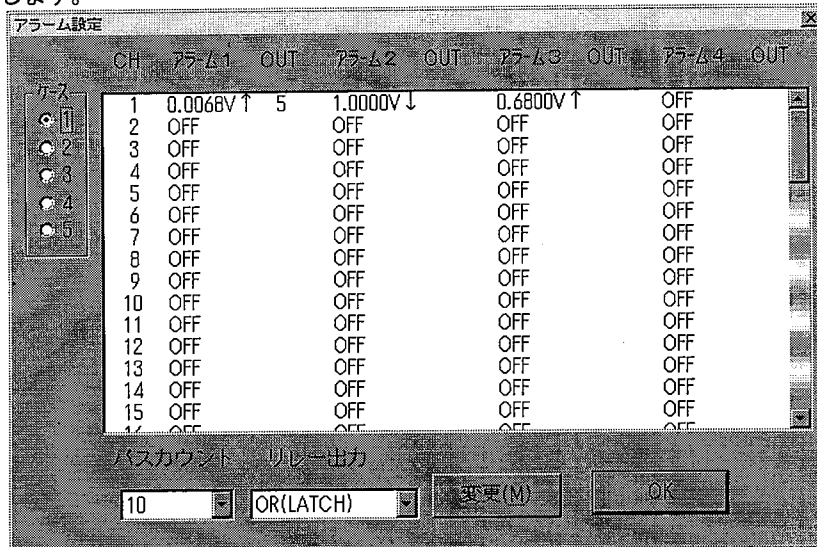 します。
アラーム設定
CH アラーム1 OUT アラーム2 OUT アラーム3 OUT アラーム4 OUT
ケース
1
2
3
4
5
1 0.0068V↑ 5 1.0000V↓ 0.6800V↑ OFF
2 OFF OFF OFF OFF
3 OFF OFF OFF OFF
4 OFF OFF OFF OFF
5 OFF OFF OFF OFF
6 OFF OFF OFF OFF
7 OFF OFF OFF OFF
8 OFF OFF OFF OFF
9 OFF OFF OFF OFF
10 OFF OFF OFF OFF
11 OFF OFF OFF OFF
12 OFF OFF OFF OFF
13 OFF OFF OFF OFF
14 OFF OFF OFF OFF
15 OFF OFF OFF OFF
パスカウント リレー出力
10 OR(LATCH) 変更(M) OK